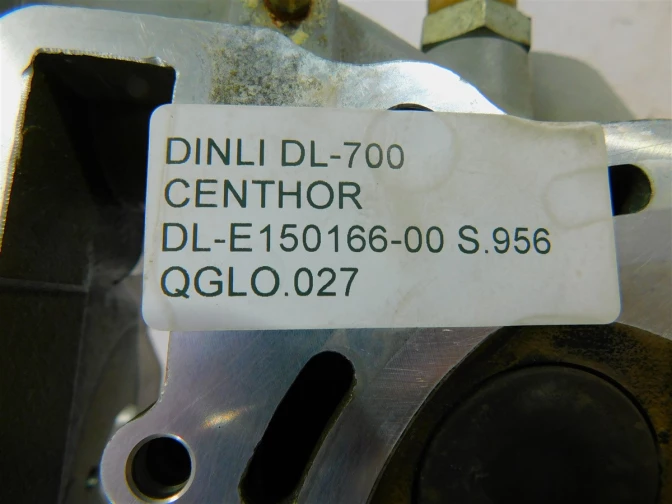 DINLI DL-700
CENTHOR
DL-E150166-00 S.956
QGLO.027